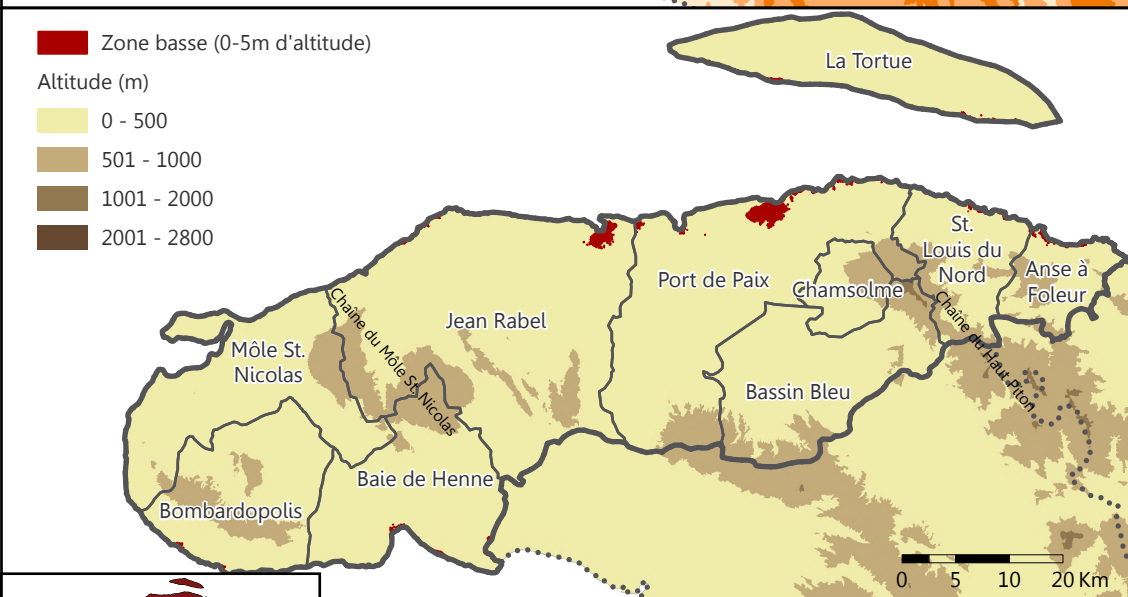 Zone basse (0-5m d'altitude)
Altitude (m)
0 - 500
501 - 1000
1001 - 2000
2001 - 2800
La Tortue
St.
Louis du
Nord
Anse à
Foleur
Port de Paix
Chamsolme
Jean Rabel
Chaîne du Môle St. Nicolas
Chaîne du Haut Piton
Môle St.
Nicolas
Bassin Bleu
Baie de Henne
Bombardopolis
0 5 10 20 Km